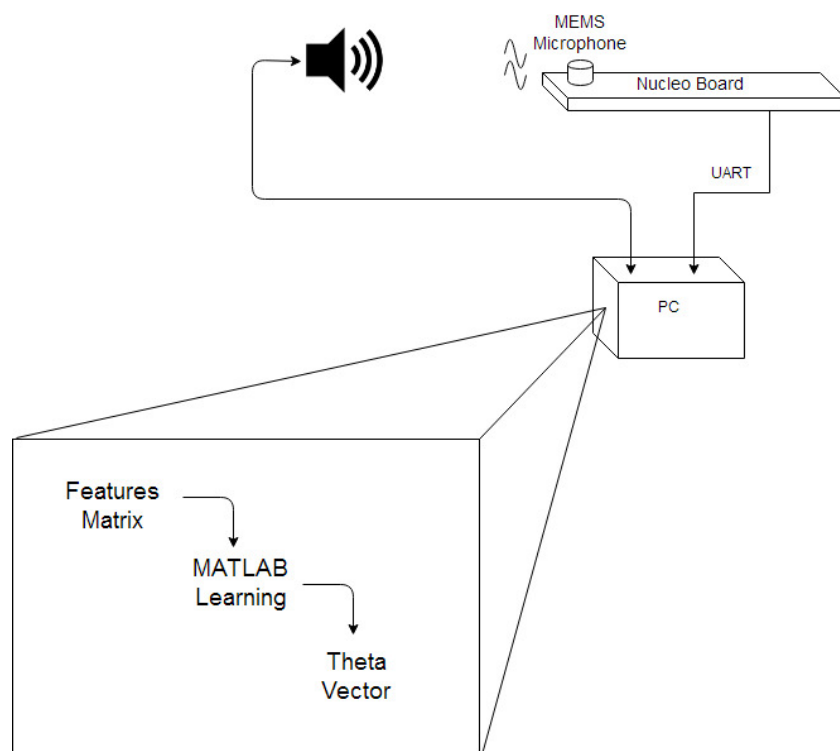 MEMS
Microphone
Nucleo Board
UART
PC
Features
Matrix
MATLAB
Learning
Theta
Vector